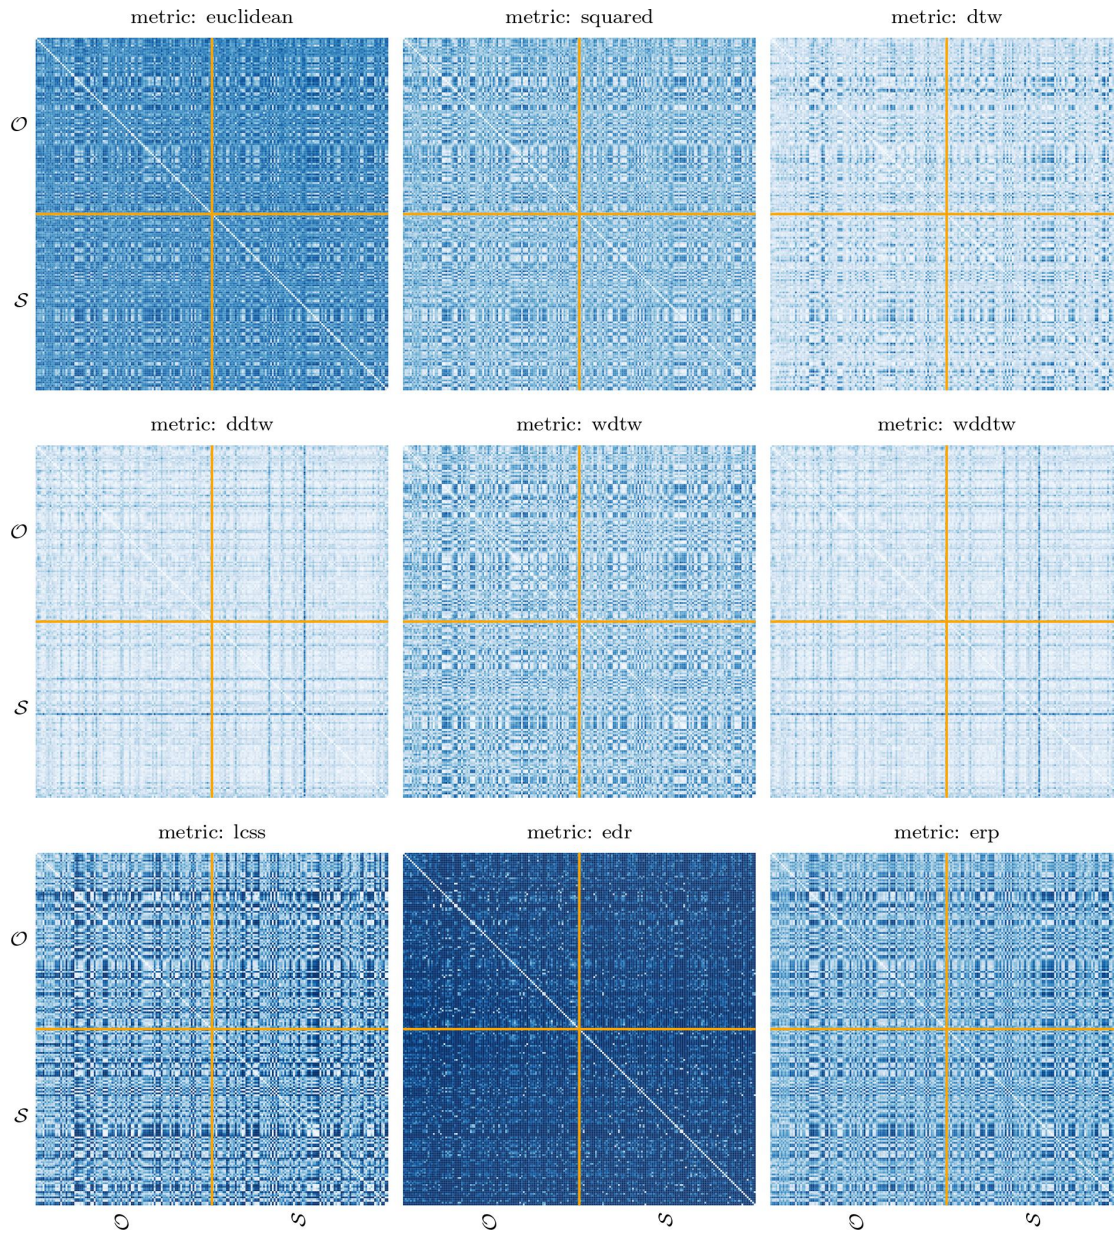 metric: euclidean metric: squared metric: dtw
𝒪
𝒮
metric: ddtw metric: wdtw metric: wddtw
𝒪
𝒮
metric: lcss metric: edr metric: erp
𝒪
𝒮
𝒪 𝒮 𝒪 𝒮 𝒪 𝒮